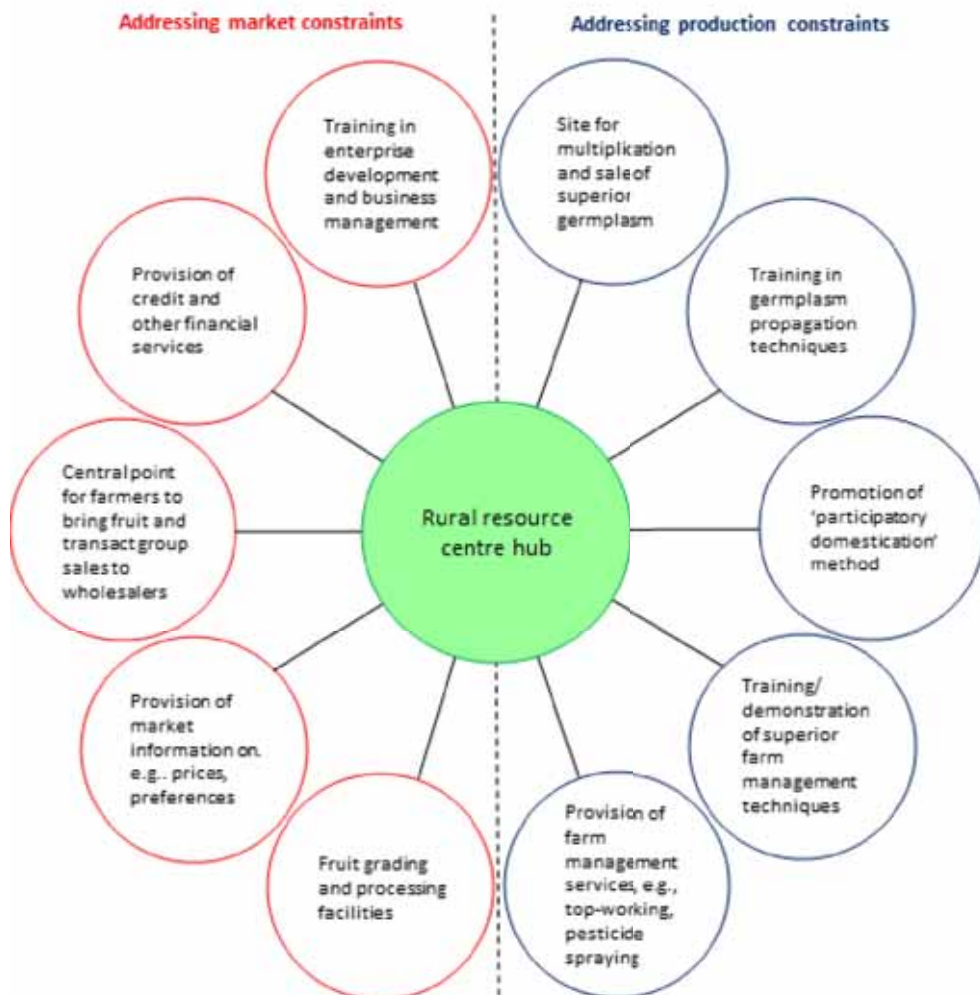 Addressing market constraints
Addressing production constraints
Training in
enterprise
development
and business
management
Site for
multiplication
and sale of
superior
germplasm
Provision of
credit and
other financial
services
Training in
germplasm
propagation
techniques
Central point
for farmers to
bring fruit and
transact group
sales to
wholesalers
Rural resource
centre hub
Promotion of
'participatory
domestication'
method
Provision of
market
information on.
e.g.. prices,
preferences
Training/
demonstration
of superior
farm
management
techniques
Fruit grading
and processing
facilities
Provision of
farm
management
services, e.g.,
top-working,
pesticide
spraying